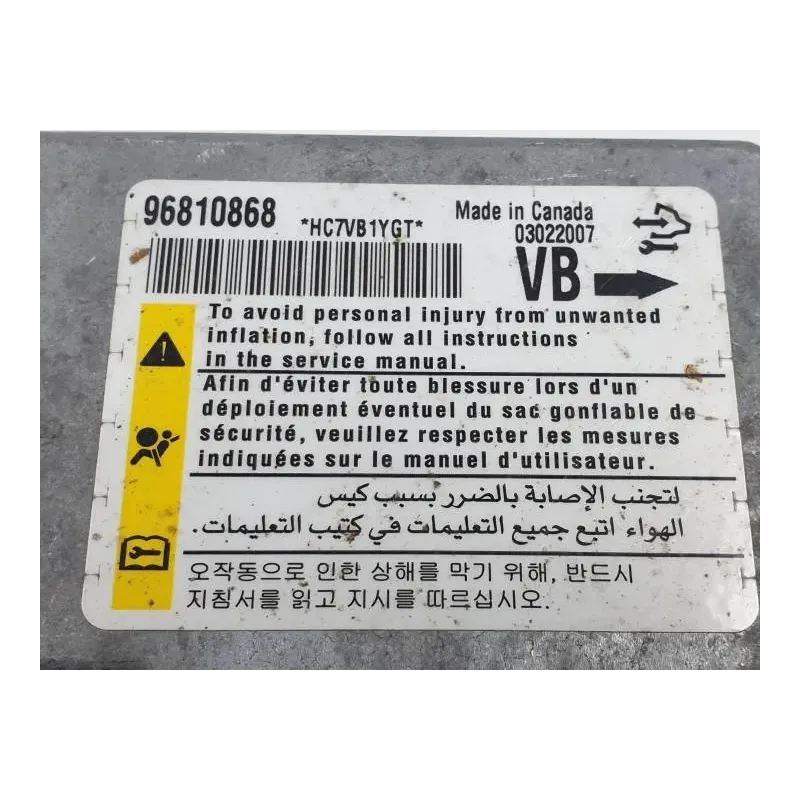 96810868
*HC7VB1YGT*
Made in Canada
03022007
VB
To avoid personal injury from unwanted
inflation, follow all instructions
in the service manual.
Afin d'éviter toute blessure lors d'un
déploiement éventuel du sac gonflable de
sécurité, veuillez respecter les mesures
indiquées sur le manuel d'utilisateur.
لتجنب الإصابة بالضرر بسبب كيس
الهواء اتبع جميع التعليمات في كتيب التعليمات.
오작동으로 인한 상해를 막기 위해, 반드시
지침서를 읽고 지시를 따르십시오.